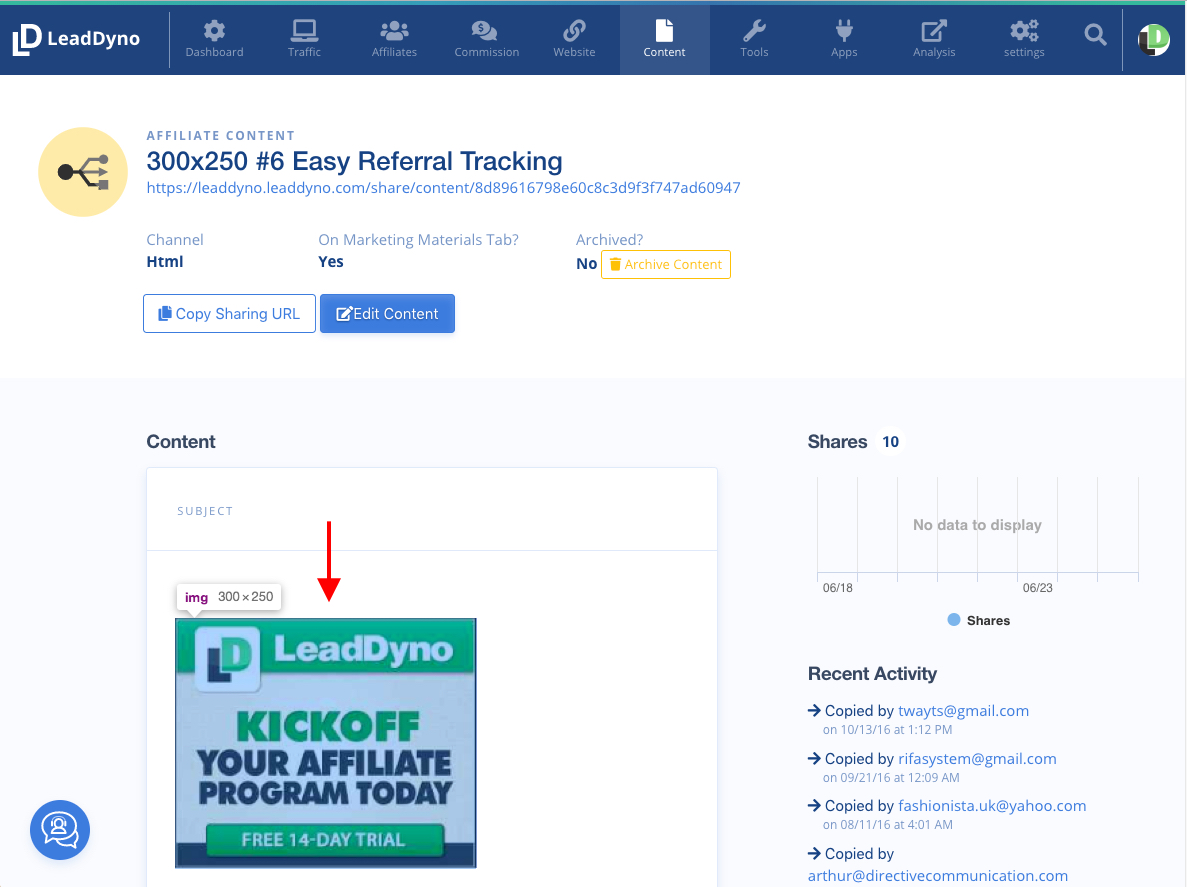 LeadDyno
Dashboard
Traffic
Affiliates
$
Commission
Website
Content
Tools
Apps
Analysis
settings
AFFILIATE CONTENT
300x250 #6 Easy Referral Tracking
https://leaddyno.leaddyno.com/share/content/8d89616798e60c8c3d9f3f747ad60947
Channel
Html
On Marketing Materials Tab?
Yes
Archived?
No Archive Content
Copy Sharing URL
Edit Content
Content
SUBJECT
img 300×250
LeadDyno
KICKOFF
YOUR AFFILIATE
PROGRAM TODAY
FREE 14-DAY TRIAL
Shares 10
No data to display
06/18 06/23
Shares
Recent Activity
Copied by twayts@gmail.com
on 10/13/16 at 1:12 PM
Copied by rifasystem@gmail.com
on 09/21/16 at 12:09 AM
Copied by fashionista.uk@yahoo.com
on 08/11/16 at 4:01 AM
Copied by
arthur@directivecommunication.com